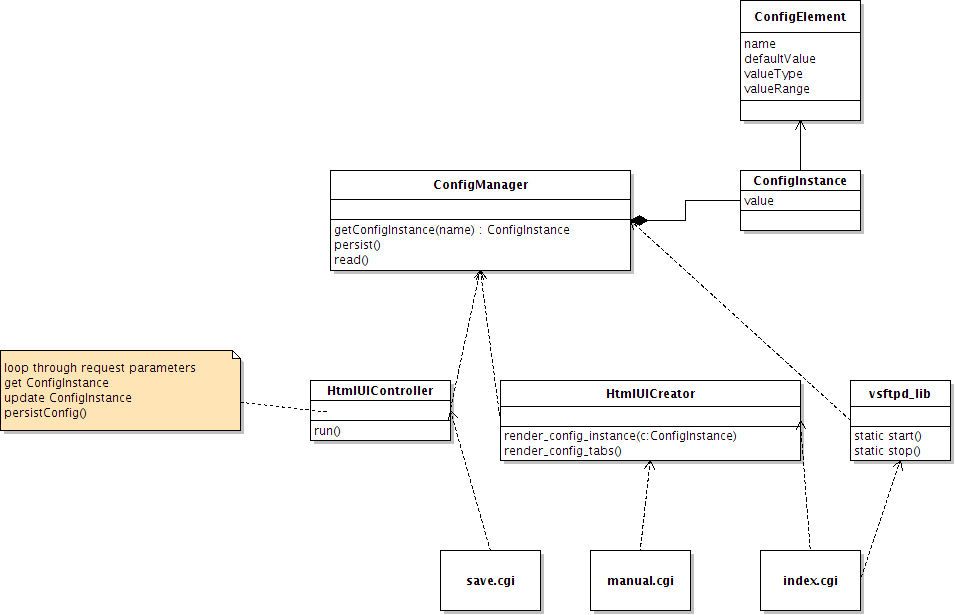 ConfigElement
name
defaultValue
valueType
valueRange
ConfigManager
getConfigInstance(name) : ConfigInstance
persist()
read()
ConfigInstance
value
loop through request parameters
get ConfigInstance
update ConfigInstance
persistConfig()
HtmlUIController
run()
HtmlUICreator
render_config_instance(c:ConfigInstance)
render_config_tabs()
vsftpd_lib
static start()
static stop()
save.cgi
manual.cgi
index.cgi